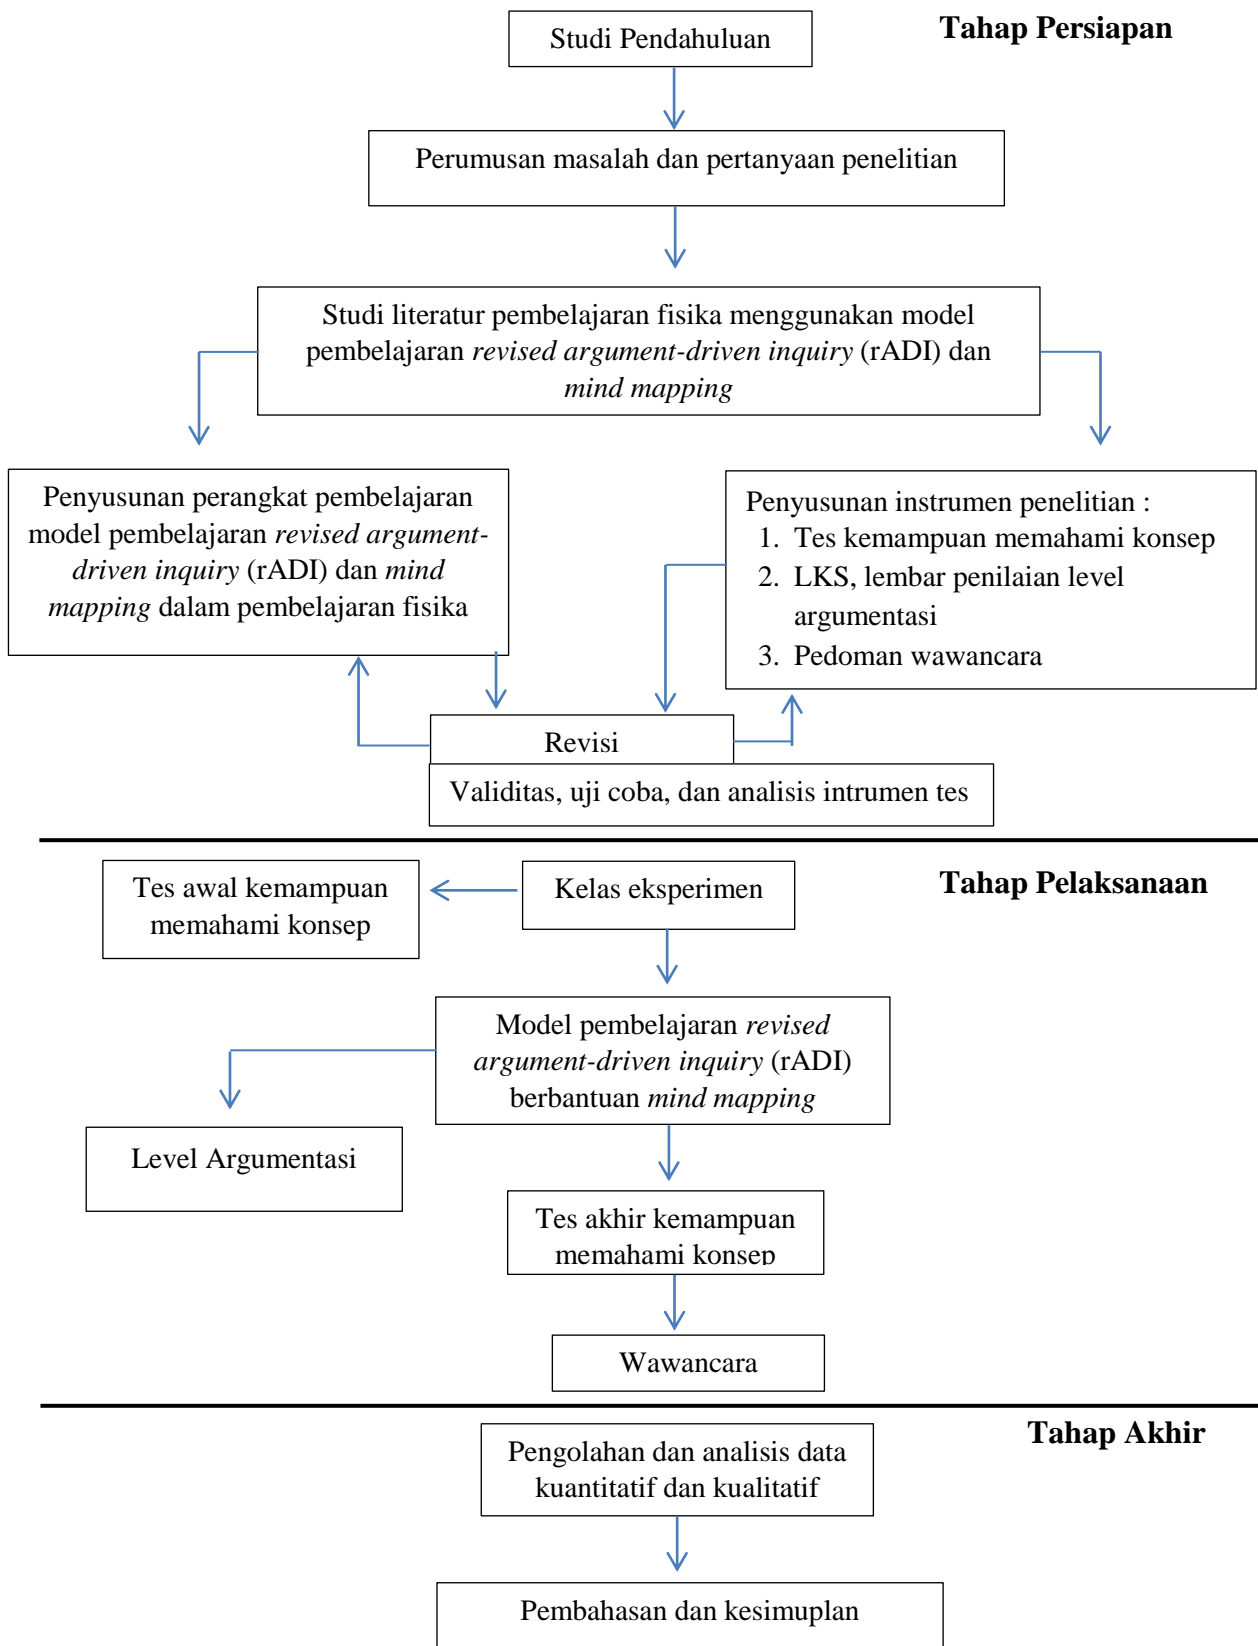 Tahap Persiapan
Studi Pendahuluan
Perumusan masalah dan pertanyaan penelitian
Studi literatur pembelajaran fisika menggunakan model
pembelajaran revised argument-driven inquiry (rADI) dan
mind mapping
Penyusunan perangkat pembelajaran
model pembelajaran revised argument-
driven inquiry (rADI) dan mind
mapping dalam pembelajaran fisika
Penyusunan instrumen penelitian :
1. Tes kemampuan memahami konsep
2. LKS, lembar penilaian level
argumentasi
3. Pedoman wawancara
Revisi
Validitas, uji coba, dan analisis intrumen tes
Tahap Pelaksanaan
Tes awal kemampuan
memahami konsep
Kelas eksperimen
Model pembelajaran revised
argument-driven inquiry (rADI)
berbantuan mind mapping
Level Argumentasi
Tes akhir kemampuan
memahami konsep
Wawancara
Tahap Akhir
Pengolahan dan analisis data
kuantitatif dan kualitatif
Pembahasan dan kesimuplan